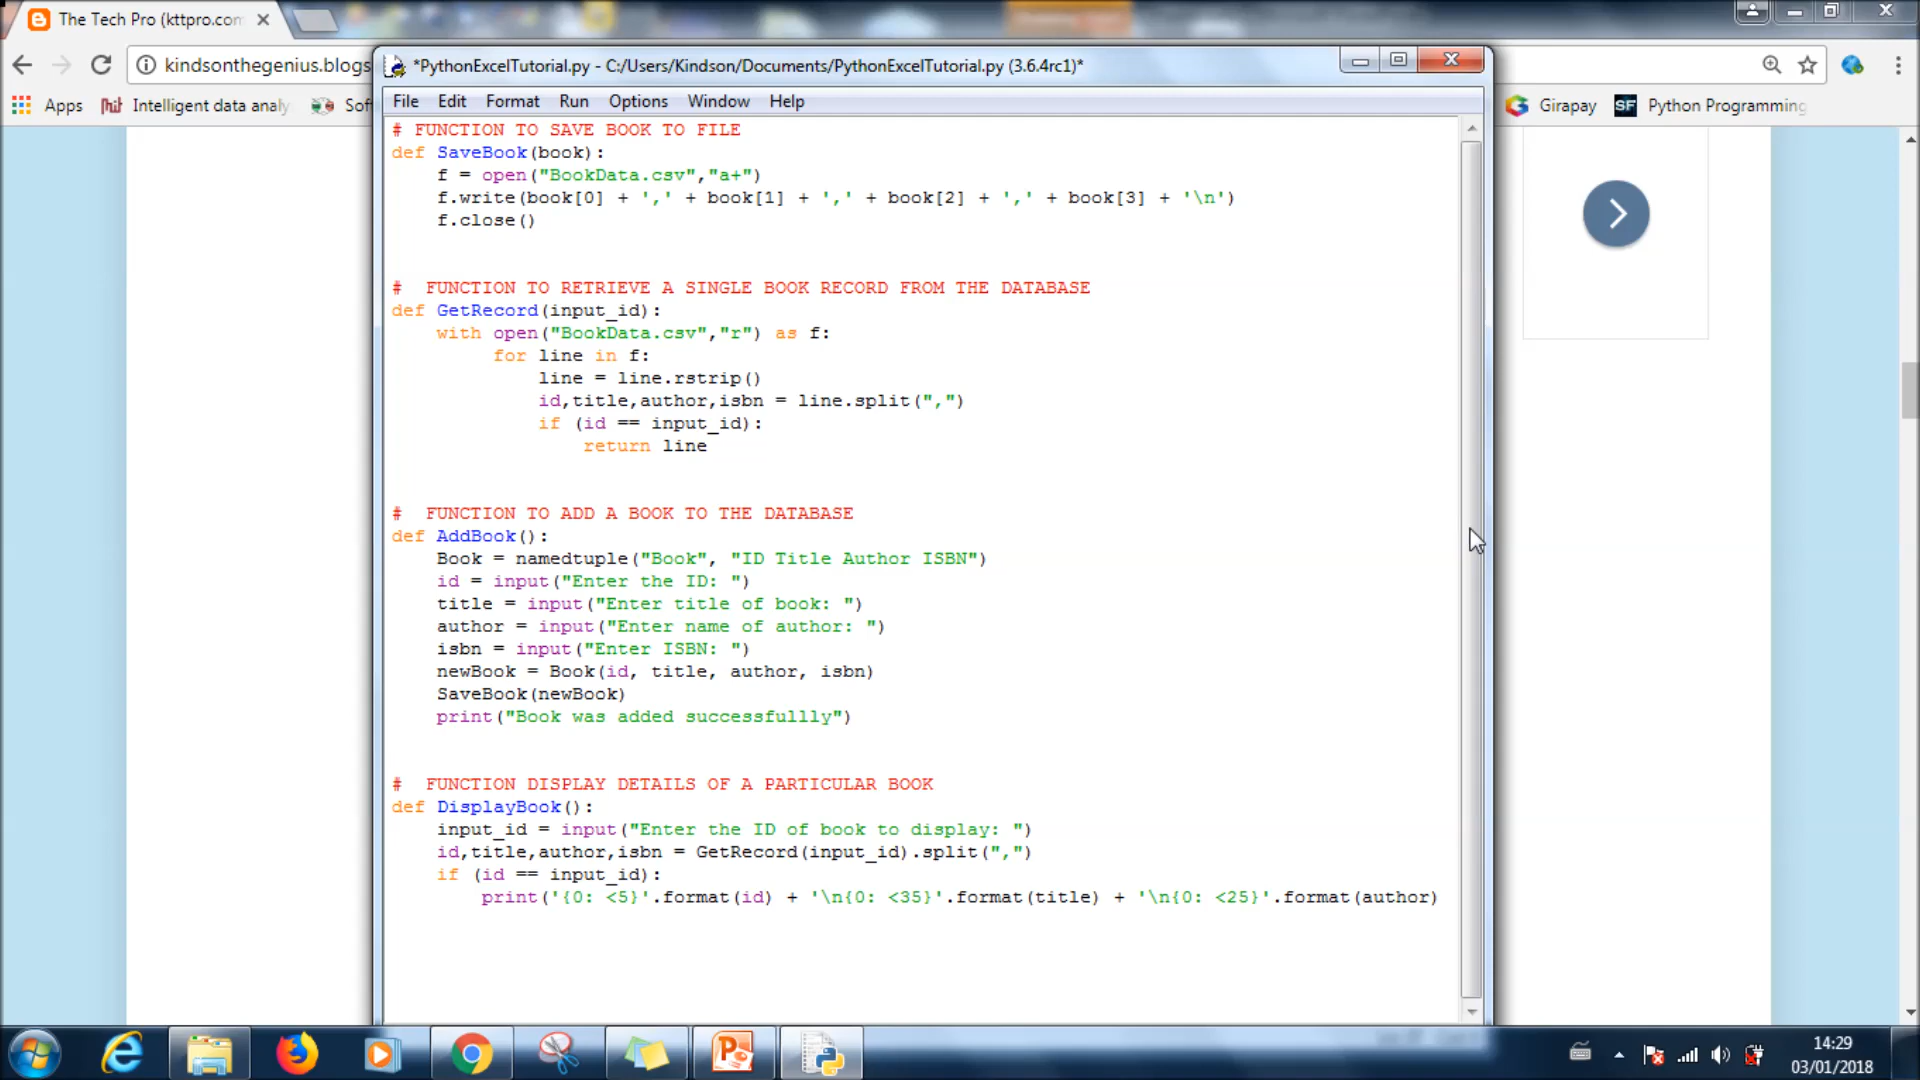 The Tech Pro (kttpro.com
kindsonthegenius.blogs
Apps
Intelligent data analy
Sof
Girapay
Python Programming
*PythonExcelTutorial.py - C:/Users/Kindson/Documents/PythonExcelTutorial.py (3.6.4rc1)*
File Edit Format Run Options Window Help
# FUNCTION TO SAVE BOOK TO FILE
def SaveBook(book):
    f = open("BookData.csv","a+")
    f.write(book[0] + ',' + book[1] + ',' + book[2] + ',' + book[3] + '\n')
    f.close()
#  FUNCTION TO RETRIEVE A SINGLE BOOK RECORD FROM THE DATABASE
def GetRecord(input_id):
    with open("BookData.csv","r") as f:
         for line in f:
             line = line.rstrip()
             id,title,author,isbn = line.split(",")
             if (id == input_id):
                 return line
#  FUNCTION TO ADD A BOOK TO THE DATABASE
def AddBook():
    Book = namedtuple("Book", "ID Title Author ISBN")
    id = input("Enter the ID: ")
    title = input("Enter title of book: ")
    author = input("Enter name of author: ")
    isbn = input("Enter ISBN: ")
    newBook = Book(id, title, author, isbn)
    SaveBook(newBook)
    print("Book was added successfullly")
#  FUNCTION DISPLAY DETAILS OF A PARTICULAR BOOK
def DisplayBook():
    input_id = input("Enter the ID of book to display: ")
    id,title,author,isbn = GetRecord(input_id).split(",")
    if (id == input_id):
        print('{0: <5}'.format(id) + '\n{0: <35}'.format(title) + '\n{0: <25}'.format(author)
14:29
03/01/2018